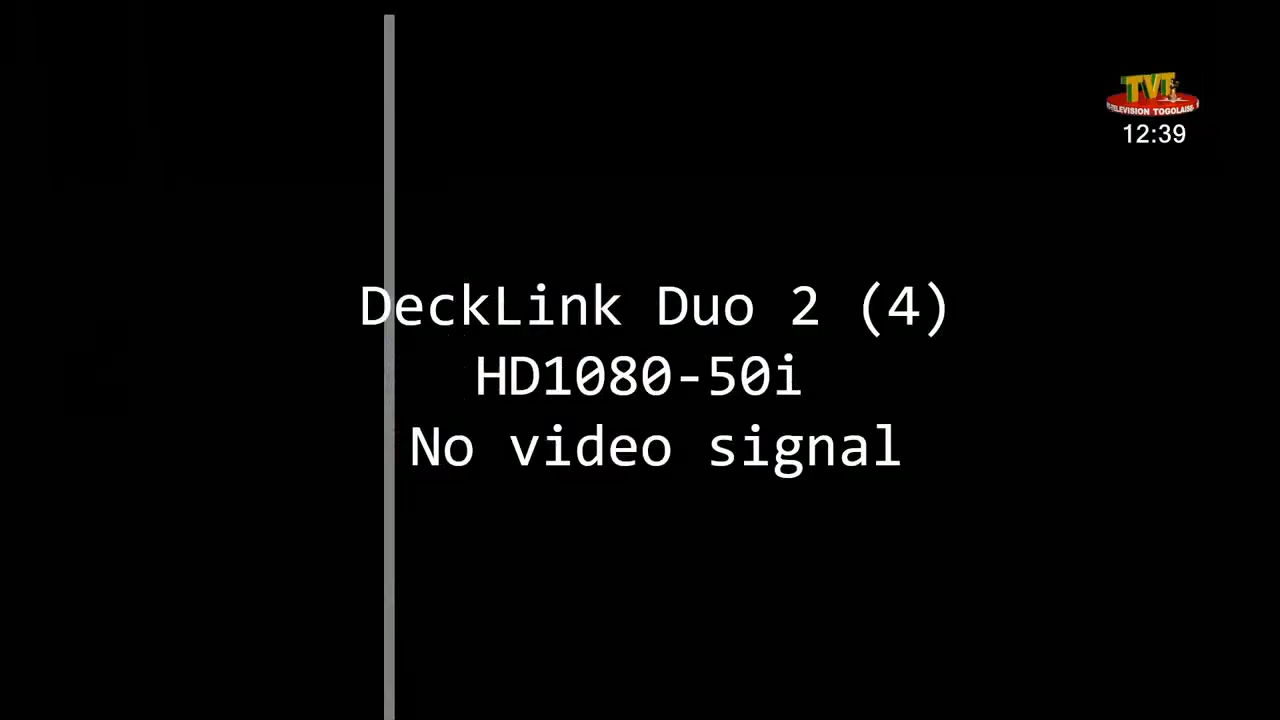 TVT
TELEVISION TOGOLAISE
12:39
DeckLink Duo 2 (4)
HD1080-50i
No video signal